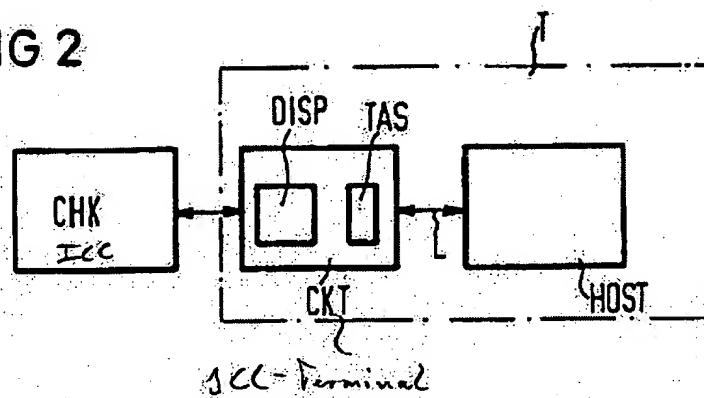 IG 2
T
DISP
TAS
CHK
ICC
L
CKT
HOST
ICC-Terminal